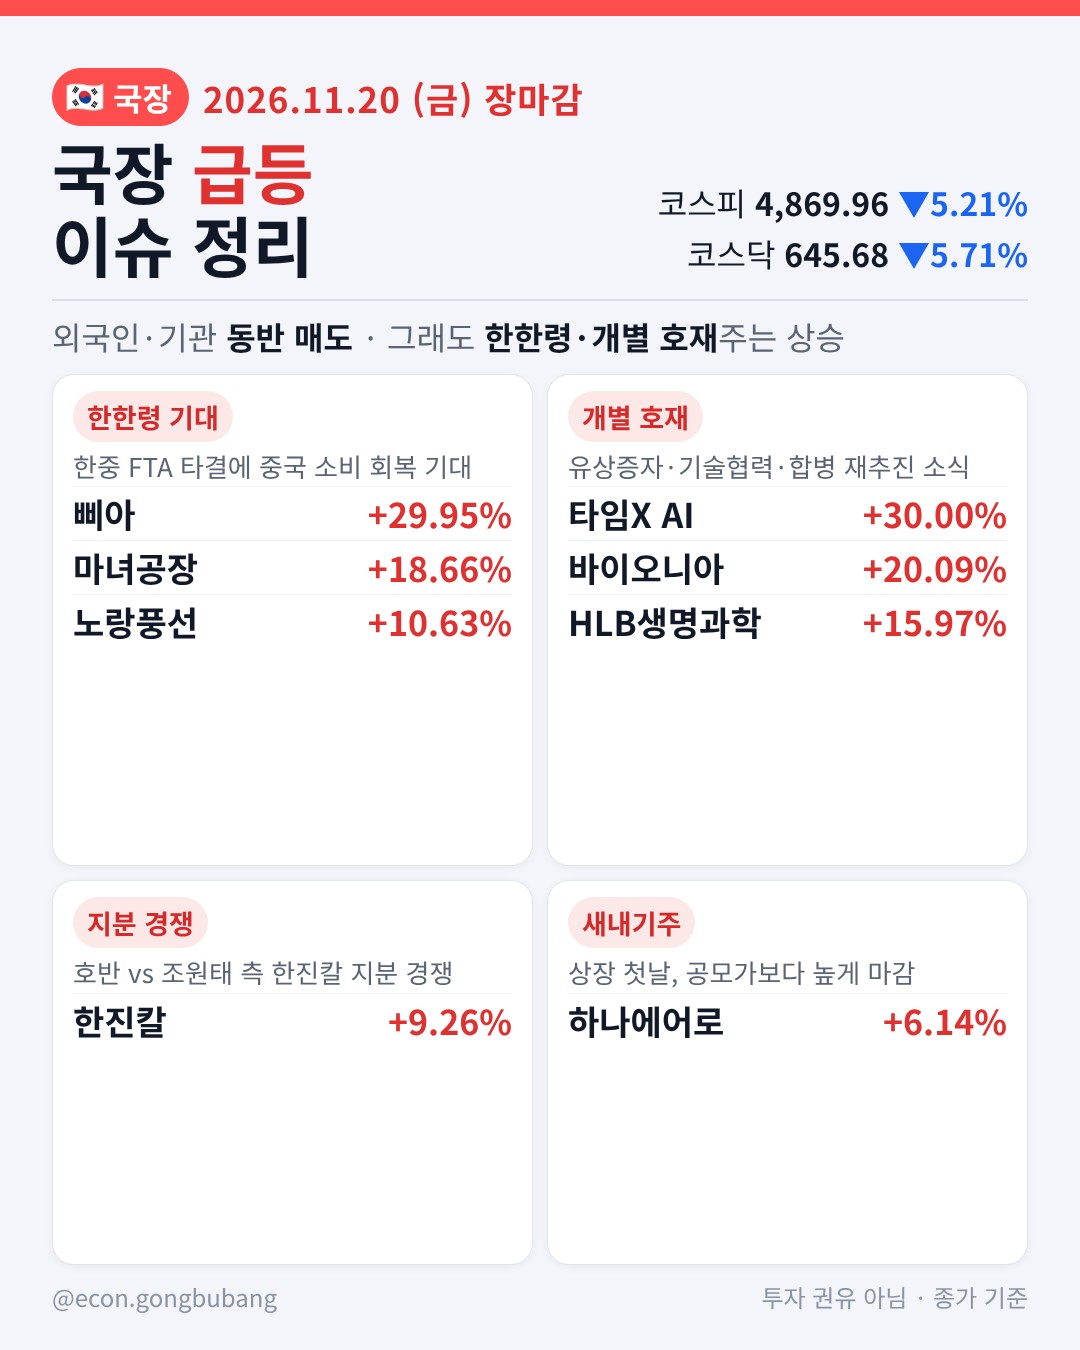 🇰🇷 국장 2026.11.20 (금) 장마감
국장 급등
이슈 정리
코스피 4,869.96 ▼5.21%
코스닥 645.68 ▼5.71%
외국인·기관 동반 매도 · 그래도 한한령·개별 호재주는 상승
한한령 기대
한중 FTA 타결에 중국 소비 회복 기대
삐아 +29.95%
마녀공장 +18.66%
노랑풍선 +10.63%
개별 호재
유상증자·기술협력·합병 재추진 소식
타임X AI +30.00%
바이오니아 +20.09%
HLB생명과학 +15.97%
지분 경쟁
호반 vs 조원태 측 한진칼 지분 경쟁
한진칼 +9.26%
새내기주
상장 첫날, 공모가보다 높게 마감
하나에어로 +6.14%
@econ.gongbubang
투자 권유 아님 · 종가 기준